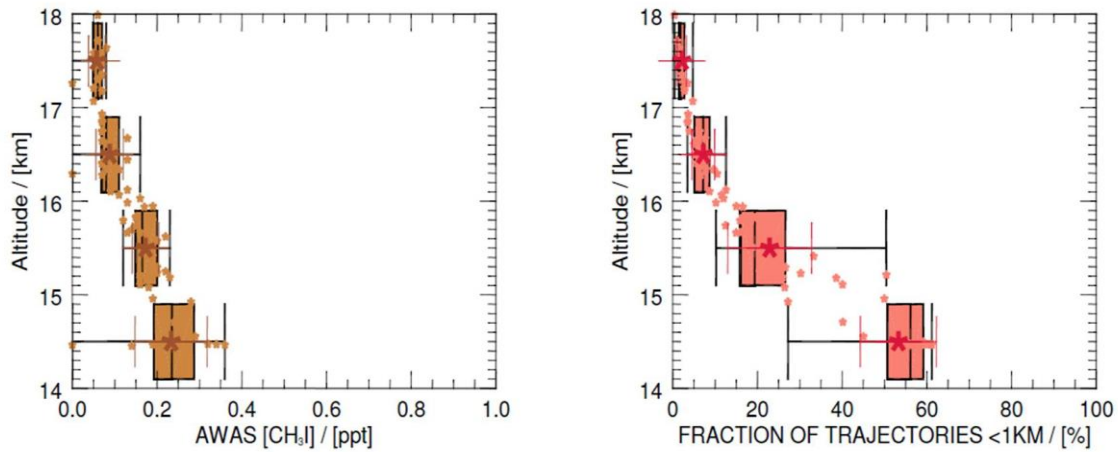 18
17
16
15
14
Altitude / [km]
0.0 0.2 0.4 0.6 0.8 1.0
AWAS [CH₃I] / [ppt]
18
17
16
15
14
Altitude / [km]
0 20 40 60 80 100
FRACTION OF TRAJECTORIES <1KM / [%]